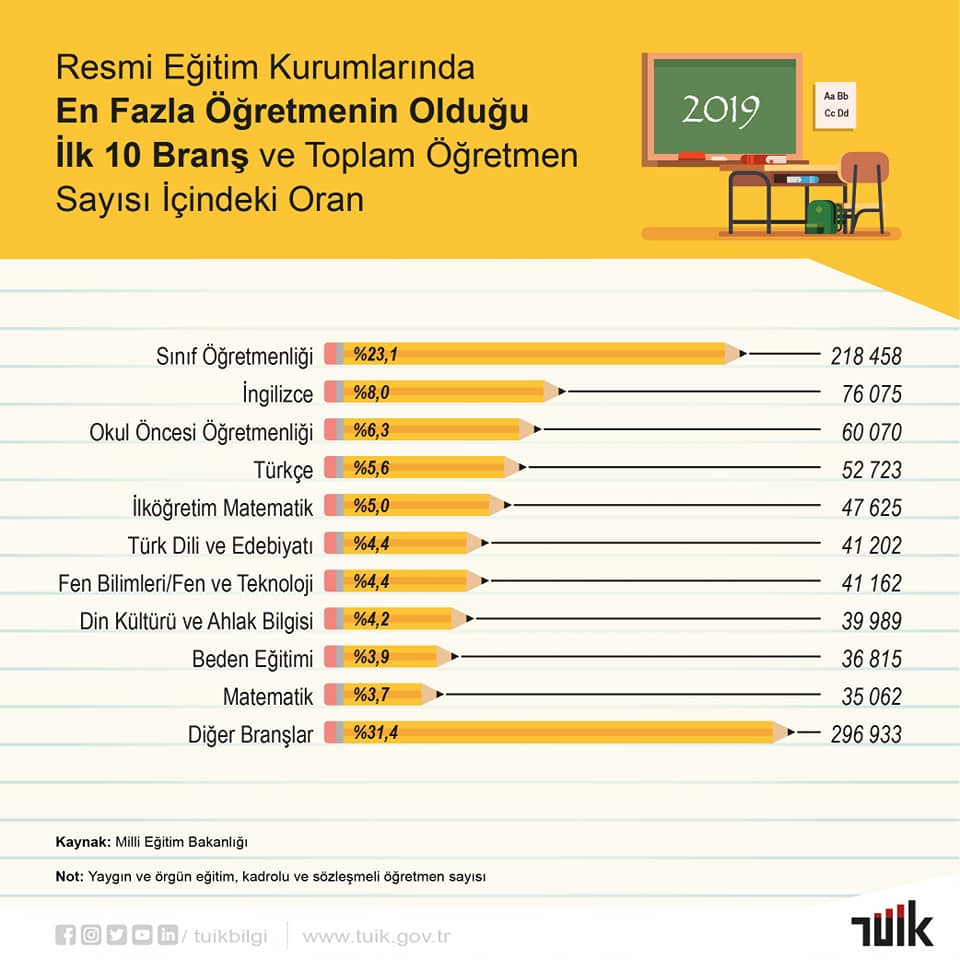 Resmi Eğitim Kurumlarında
En Fazla Öğretmenin Olduğu
İlk 10 Branş ve Toplam Öğretmen
Sayısı İçindeki Oran
2019
Aa Bb
Cc Dd
Sınıf Öğretmenliği %23,1 218 458
İngilizce %8,0 76 075
Okul Öncesi Öğretmenliği %6,3 60 070
Türkçe %5,6 52 723
İlköğretim Matematik %5,0 47 625
Türk Dili ve Edebiyatı %4,4 41 202
Fen Bilimleri/Fen ve Teknoloji %4,4 41 162
Din Kültürü ve Ahlak Bilgisi %4,2 39 989
Beden Eğitimi %3,9 36 815
Matematik %3,7 35 062
Diğer Branşlar %31,4 296 933
Kaynak: Milli Eğitim Bakanlığı
Not: Yaygın ve örgün eğitim, kadrolu ve sözleşmeli öğretmen sayısı
/ tuikbilgi www.tuik.gov.tr
TUİK